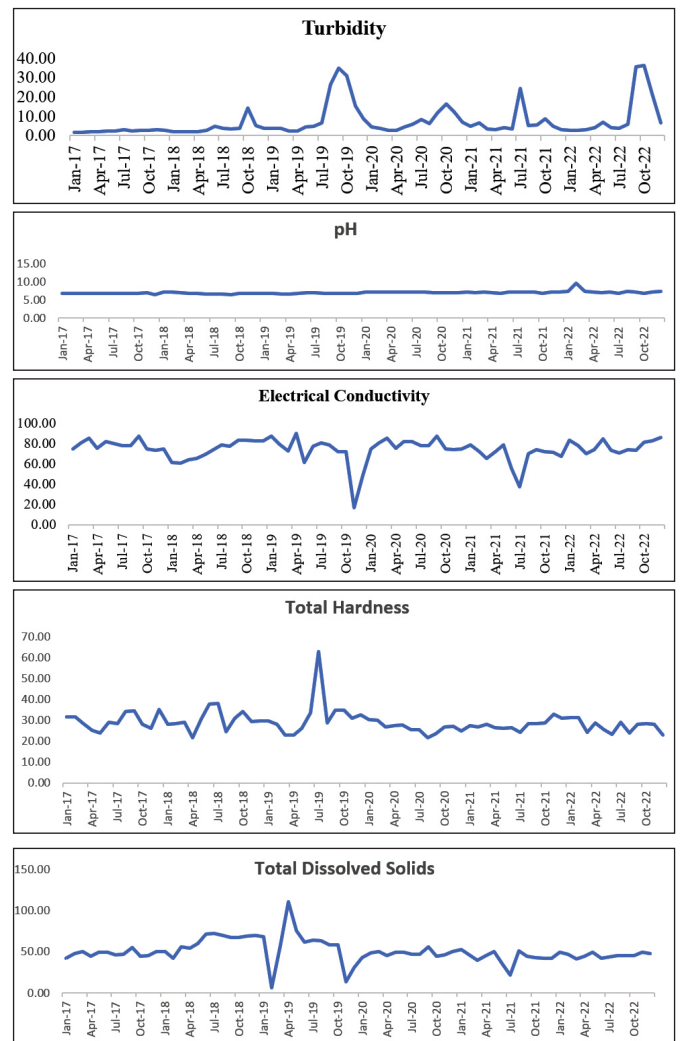 Turbidity
40.00
30.00
20.00
10.00
0.00
Jan-17 Apr-17 Jul-17 Oct-17 Jan-18 Apr-18 Jul-18 Oct-18 Jan-19 Apr-19 Jul-19 Oct-19 Jan-20 Apr-20 Jul-20 Oct-20 Jan-21 Apr-21 Jul-21 Oct-21 Jan-22 Apr-22 Jul-22 Oct-22
pH
15.00
10.00
5.00
0.00
Jan-17 Apr-17 Jul-17 Oct-17 Jan-18 Apr-18 Jul-18 Oct-18 Jan-19 Apr-19 Jul-19 Oct-19 Jan-20 Apr-20 Jul-20 Oct-20 Jan-21 Apr-21 Jul-21 Oct-21 Jan-22 Apr-22 Jul-22 Oct-22
Electrical Conductivity
100.00
80.00
60.00
40.00
20.00
0.00
Jan-17 Apr-17 Jul-17 Oct-17 Jan-18 Apr-18 Jul-18 Oct-18 Jan-19 Apr-19 Jul-19 Oct-19 Jan-20 Apr-20 Jul-20 Oct-20 Jan-21 Apr-21 Jul-21 Oct-21 Jan-22 Apr-22 Jul-22 Oct-22
Total Hardness
70.00
60.00
50.00
40.00
30.00
20.00
10.00
0.00
Jan-17 Apr-17 Jul-17 Oct-17 Jan-18 Apr-18 Jul-18 Oct-18 Jan-19 Apr-19 Jul-19 Oct-19 Jan-20 Apr-20 Jul-20 Oct-20 Jan-21 Apr-21 Jul-21 Oct-21 Jan-22 Apr-22 Jul-22 Oct-22
Total Dissolved Solids
150.00
100.00
50.00
0.00
Jan-17 Apr-17 Jul-17 Oct-17 Jan-18 Apr-18 Jul-18 Oct-18 Jan-19 Apr-19 Jul-19 Oct-19 Jan-20 Apr-20 Jul-20 Oct-20 Jan-21 Apr-21 Jul-21 Oct-21 Jan-22 Apr-22 Jul-22 Oct-22